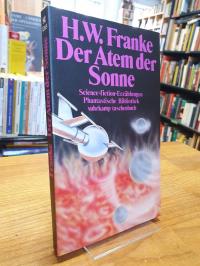 H.W. Franke
Der Atem der
Sonne
Science-fiction-Erzählungen
Phantastische Bibliothek
suhrkamp taschenbuch